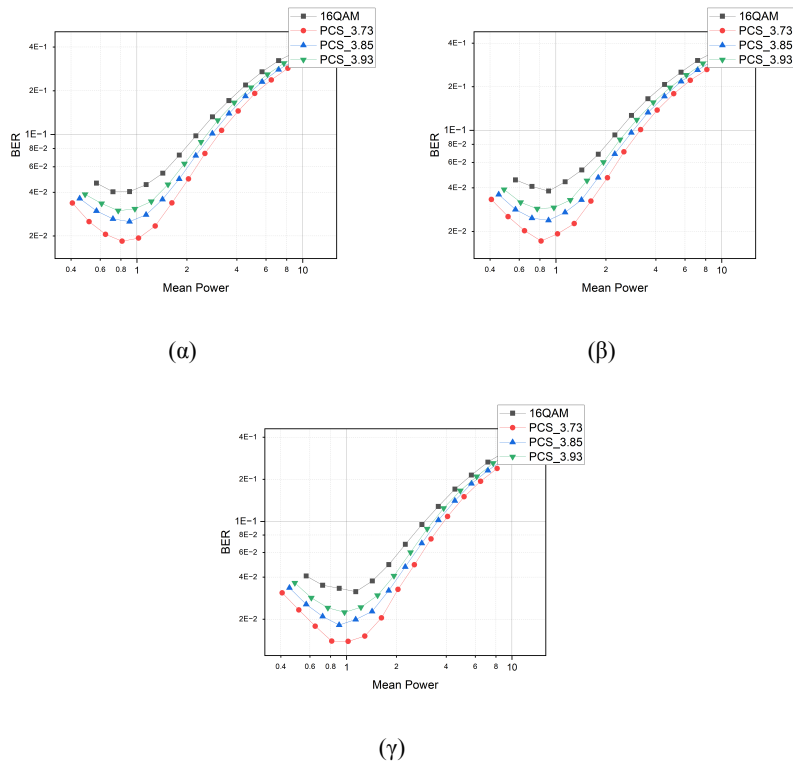 16QAM
PCS_3.73
PCS_3.85
PCS_3.93
4E−1
2E−1
1E−1
8E−2
6E−2
4E−2
2E−2
BER
0.4 0.6 0.8 1 2 4 6 8 10
Mean Power
(α)
16QAM
PCS_3.73
PCS_3.85
PCS_3.93
4E−1
2E−1
1E−1
8E−2
6E−2
4E−2
2E−2
BER
0.4 0.6 0.8 1 2 4 6 8 10
Mean Power
(β)
16QAM
PCS_3.73
PCS_3.85
PCS_3.93
4E−1
2E−1
1E−1
8E−2
6E−2
4E−2
2E−2
BER
0.4 0.6 0.8 1 2 4 6 8 10
Mean Power
(γ)